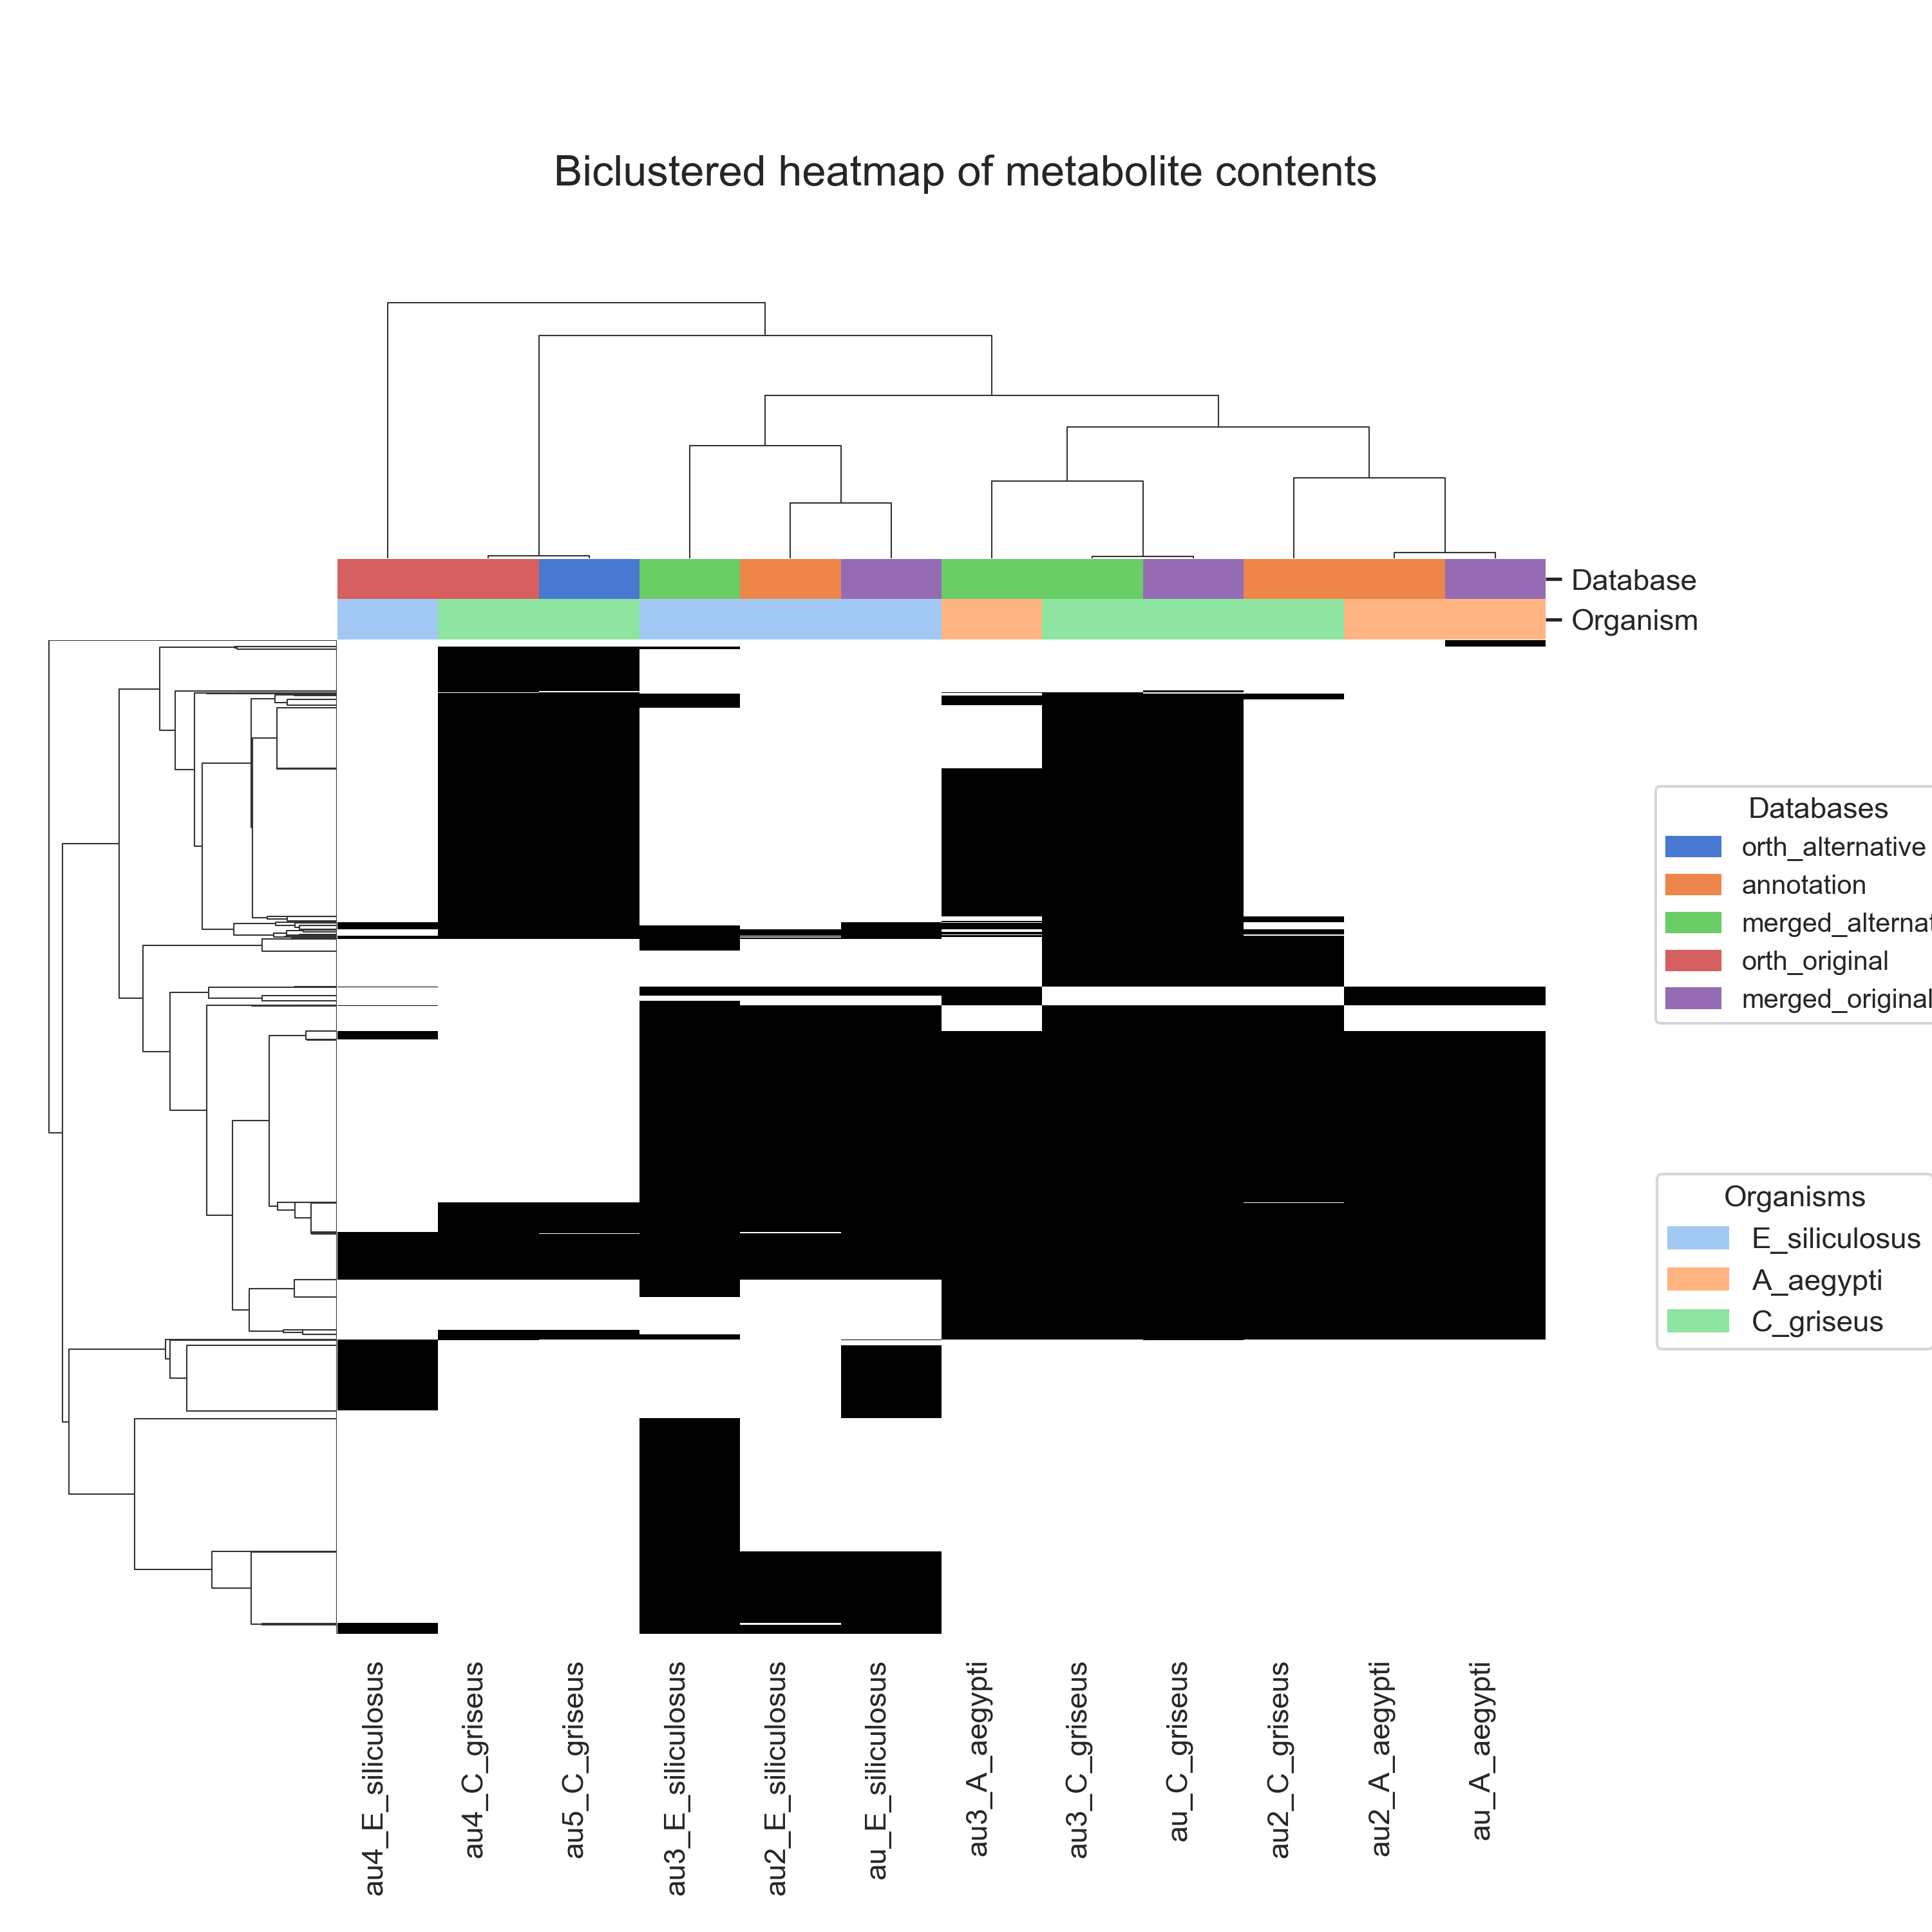 Biclustered heatmap of metabolite contents
Database
Organism
Databases
orth_alternative
annotation
merged_alternat
orth_original
merged_original
Organisms
E_siliculosus
A_aegypti
C_griseus
au4_E_siliculosus
au4_C_griseus
au5_C_griseus
au3_E_siliculosus
au2_E_siliculosus
au_E_siliculosus
au3_A_aegypti
au3_C_griseus
au_C_griseus
au2_C_griseus
au2_A_aegypti
au_A_aegypti